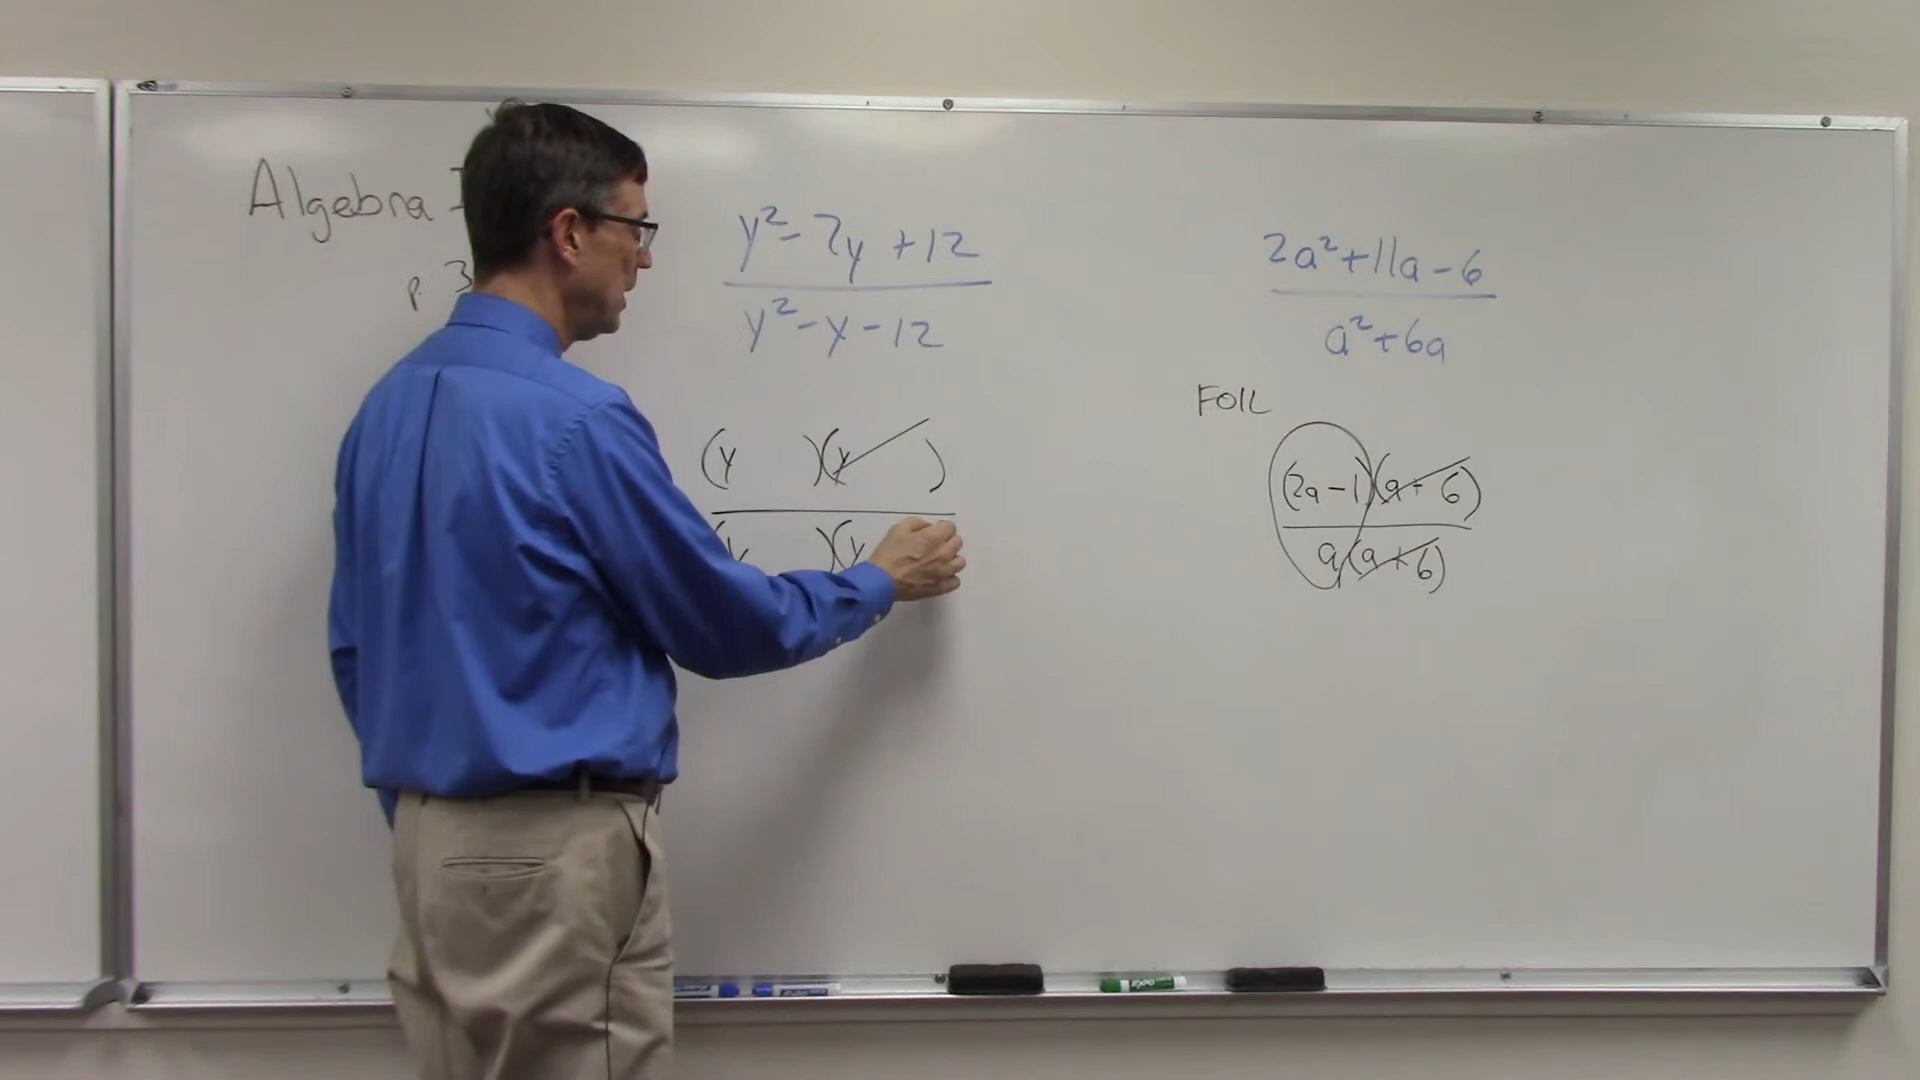 Algebra
p. 3
y² - 7y + 12
y² - y - 12
(y )(y )
(y )(y
2a² + 11a - 6
a² + 6a
FOIL
(2a - 1)(a + 6)
a(a + 6)